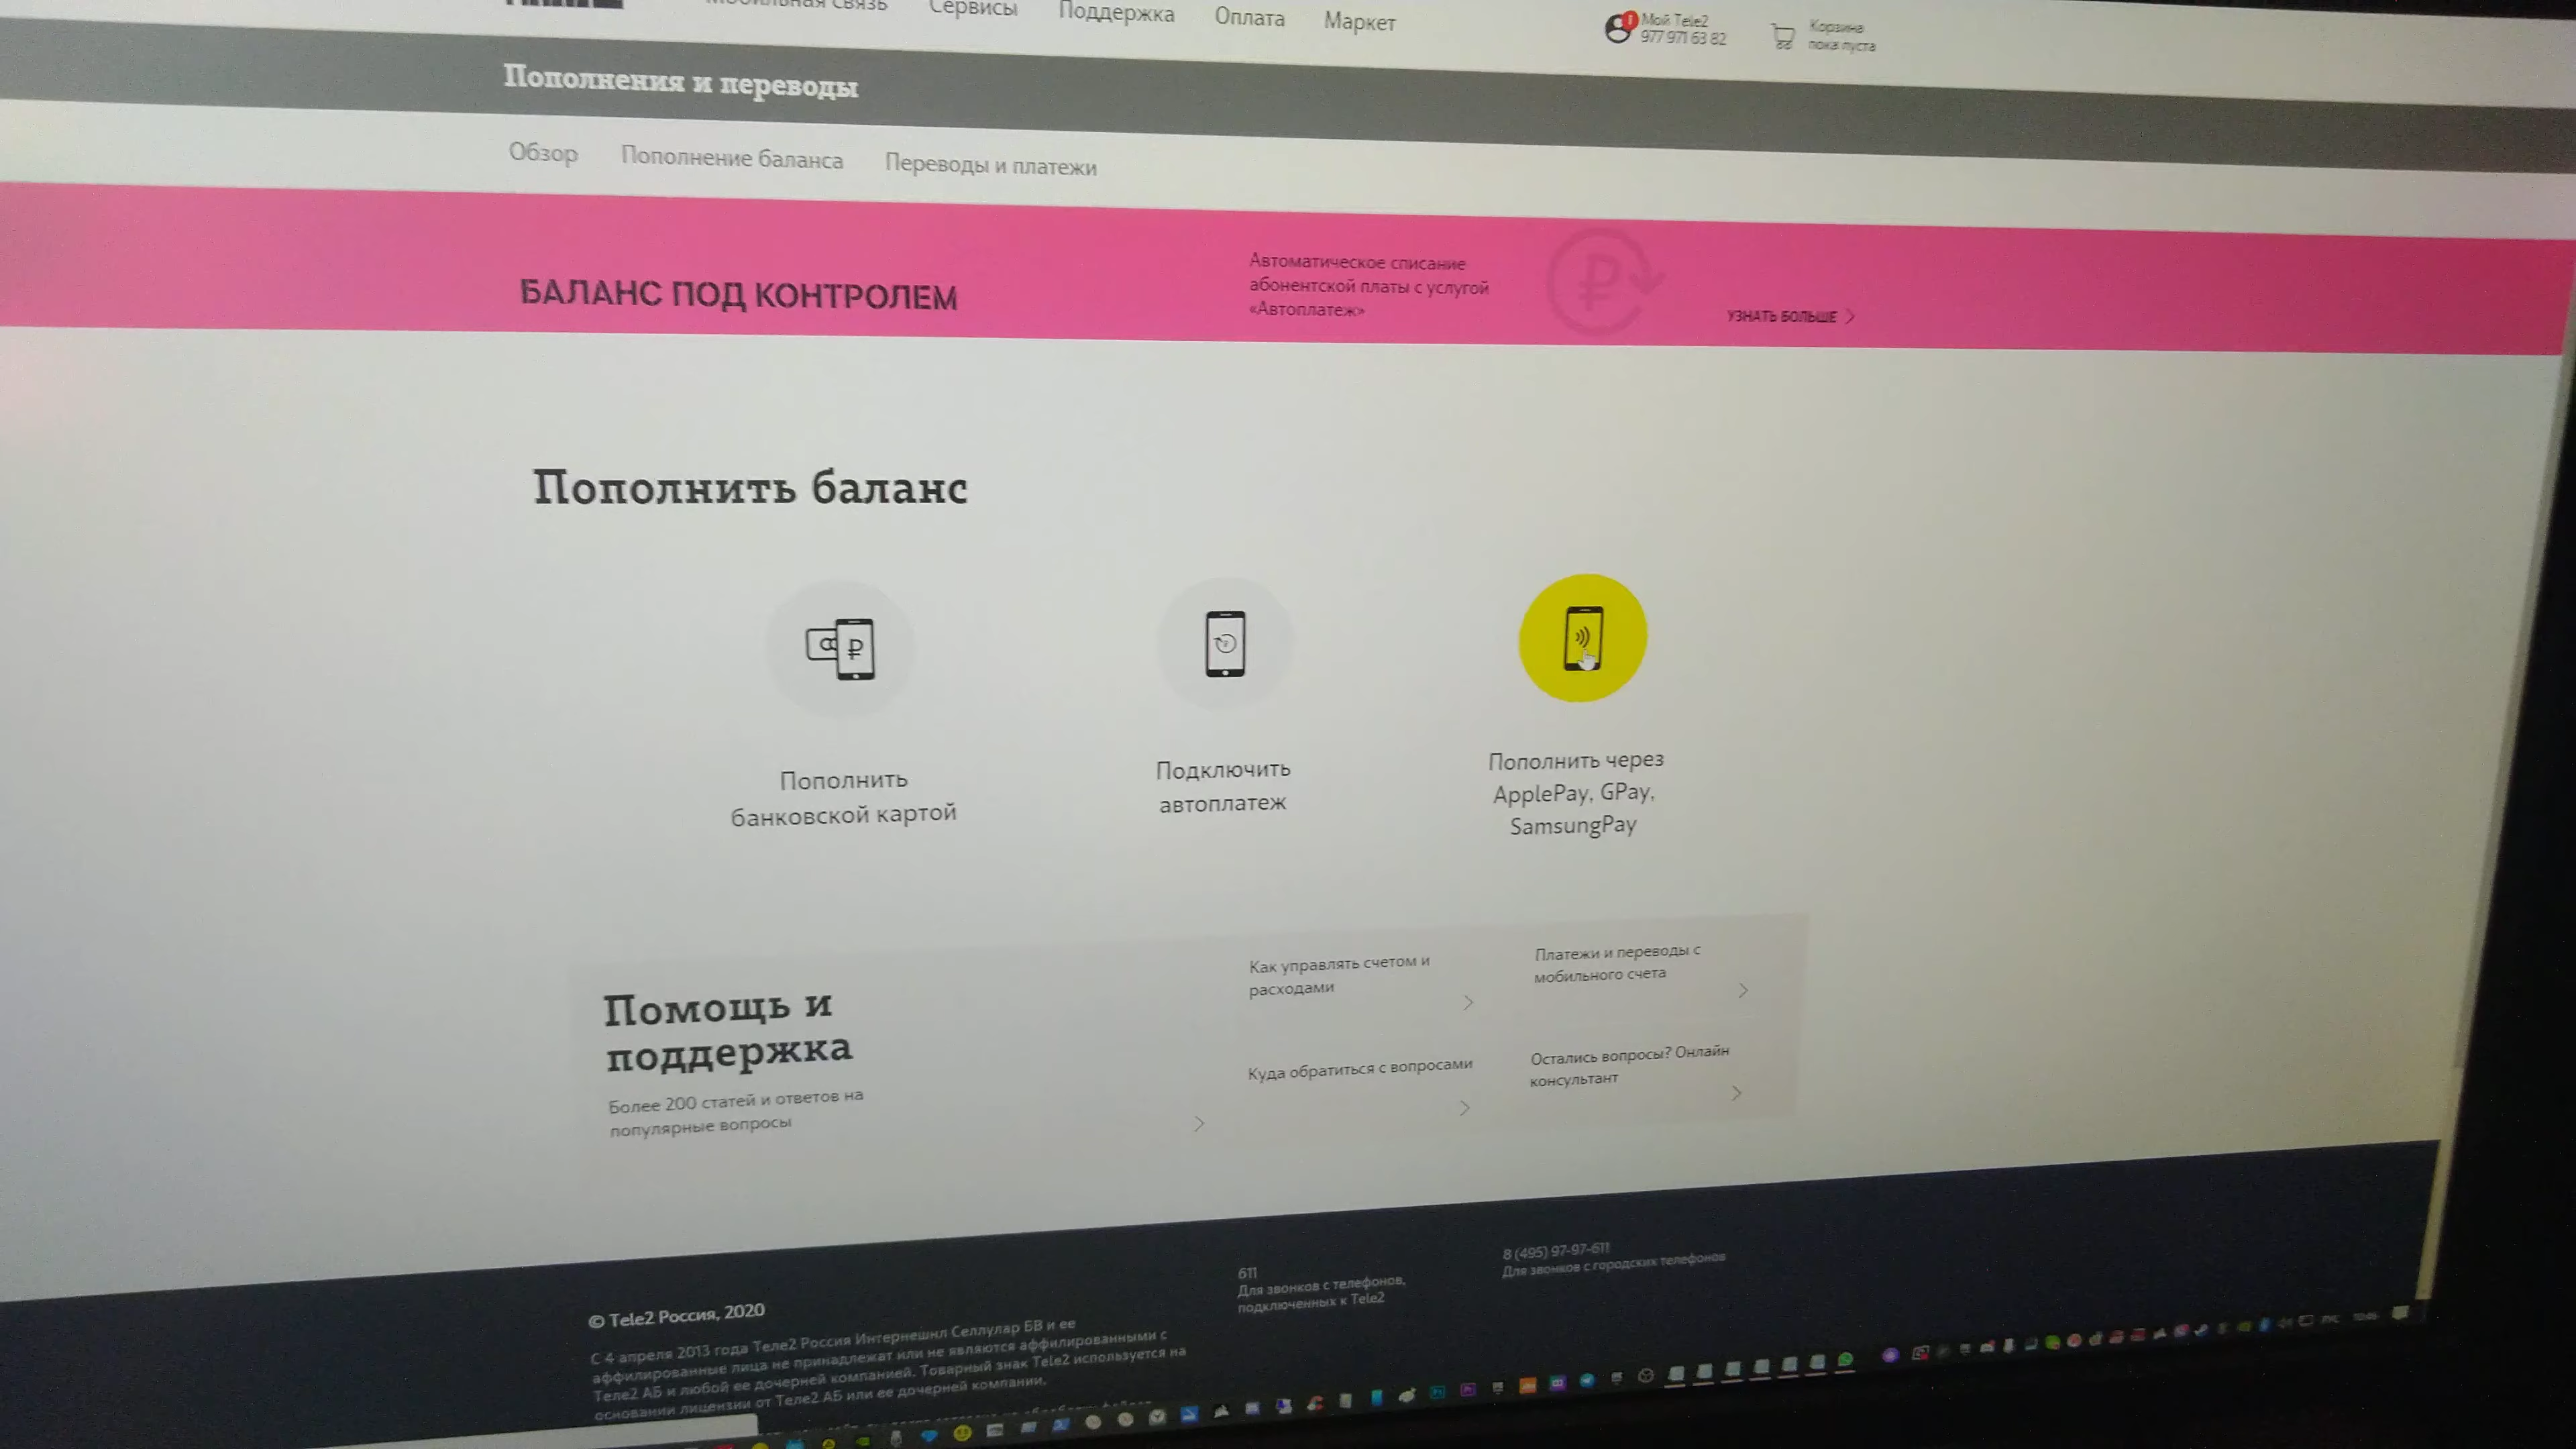 Мобильная связь Сервисы Поддержка Оплата Маркет
Мой Tele2
977 971 63 82
Корзина
пока пуста
Пополнения и переводы
Обзор Пополнение баланса Переводы и платежи
БАЛАНС ПОД КОНТРОЛЕМ
Автоматическое списание
абонентской платы с услугой
«Автоплатеж»
УЗНАТЬ БОЛЬШЕ
Пополнить баланс
Пополнить
банковской картой
Подключить
автоплатеж
Пополнить через
ApplePay, GPay,
SamsungPay
Помощь и
поддержка
Более 200 статей и ответов на
популярные вопросы
Как управлять счетом и
расходами
Платежи и переводы с
мобильного счета
Куда обратиться с вопросами
Остались вопросы? Онлайн
консультант
© Tele2 Россия, 2020
С 4 апреля 2013 года Теле2 Россия Интернешнл Селлулар БВ и ее
аффилированные лица не принадлежат или не являются аффилированными с
Теле2 АБ и любой ее дочерней компанией. Товарный знак Tele2 используется на
основании лицензии от Теле2 АБ или ее дочерней компании.
611
Для звонков с телефонов,
подключенных к Tele2
8 (495) 97-97-611
Для звонков с городских телефонов